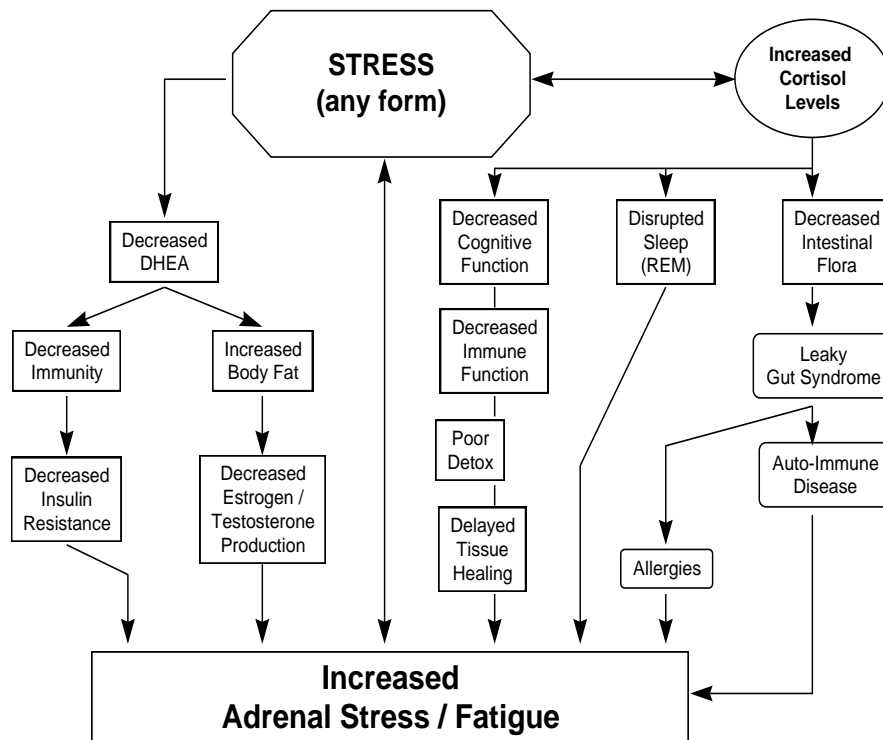 STRESS
(any form)
Increased
Cortisol
Levels
Decreased
DHEA
Decreased
Cognitive
Function
Disrupted
Sleep
(REM)
Decreased
Intestinal
Flora
Decreased
Immunity
Increased
Body Fat
Decreased
Immune
Function
Leaky
Gut Syndrome
Poor
Detox
Auto-Immune
Disease
Decreased
Insulin
Resistance
Decreased
Estrogen /
Testosterone
Production
Delayed
Tissue
Healing
Allergies
Increased
Adrenal Stress / Fatigue